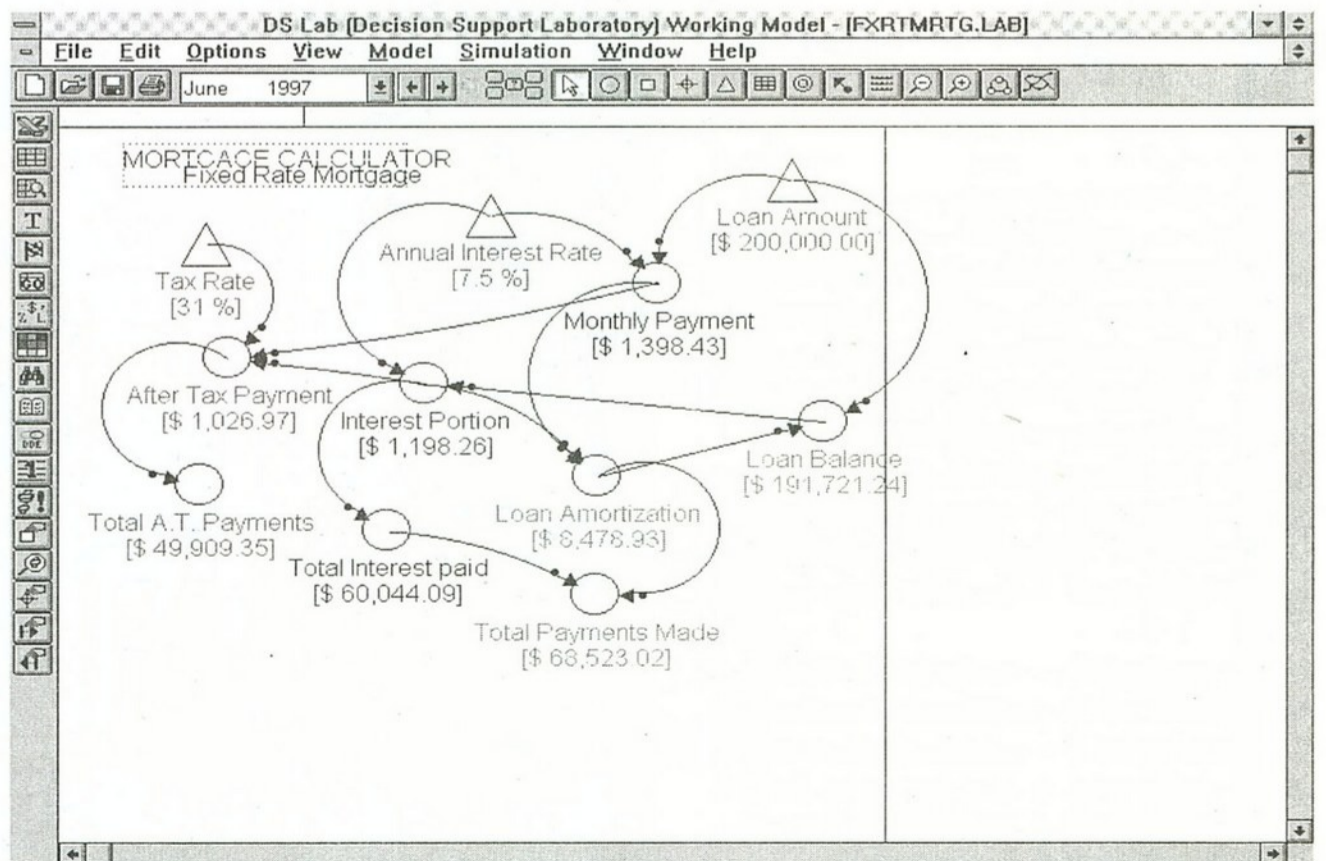 DS Lab [Decision Support Laboratory] Working Model - [FXRTMRTG.LAB]
File Edit Options View Model Simulation Window Help
June 1997
MORTCACE CALCULATOR
Fixed Rate Mortgage
Loan Amount
[$ 200,000.00]
Annual Interest Rate
[7.5 %]
Tax Rate
[31 %]
Monthly Payment
[$ 1,398.43]
After Tax Payment
[$ 1,026.97]
Interest Portion
[$ 1,198.26]
Loan Balance
[$ 191,721.24]
Total A.T. Payments
[$ 49,909.35]
Loan Amortization
[$ 8,478.93]
Total Interest paid
[$ 60,044.09]
Total Payments Made
[$ 68,523.02]
T
GO
DDE